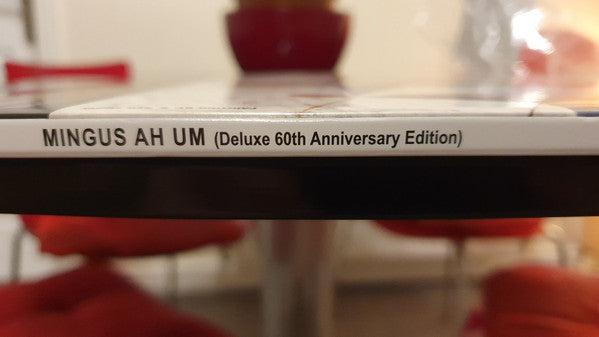 MINGUS AH UM (Deluxe 60th Anniversary Edition)